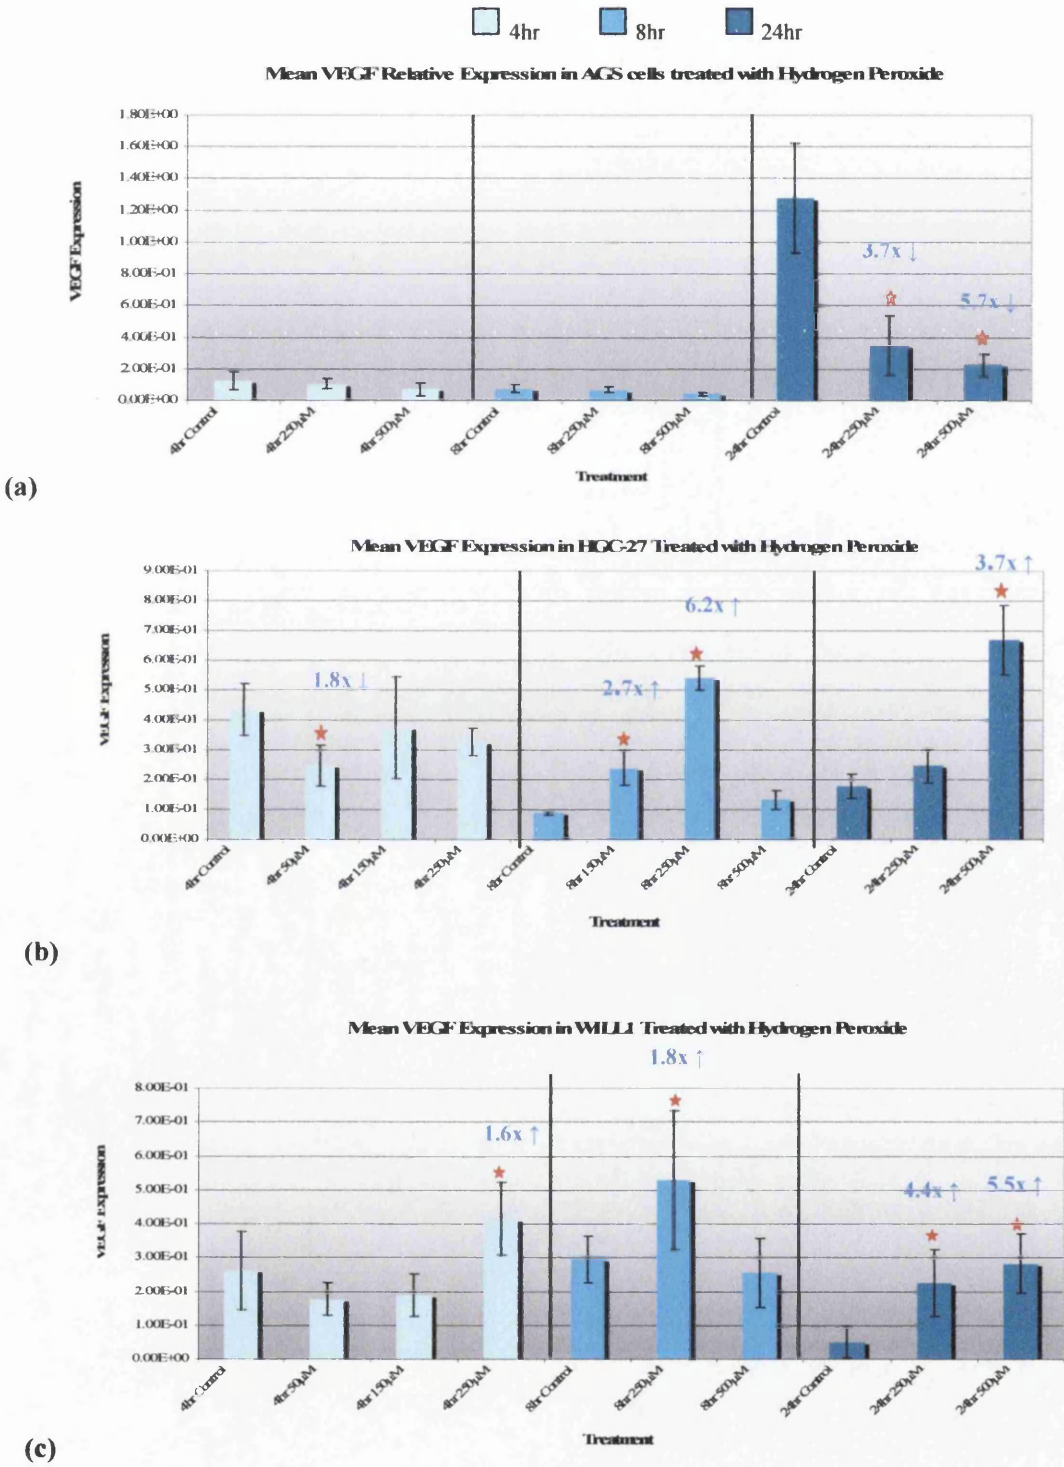 4hr 8hr 24hr
Mean VEGF Relative Expression in AGS cells treated with Hydrogen Peroxide
VEGF Expression
1.80E+00
1.60E+00
1.40E+00
1.20E+00
1.00E+00
8.00E-01
6.00E-01
4.00E-01
2.00E-01
0.00E+00
3.7x ↓
5.7x ↓
4hr Control 4hr 250µM 4hr 500µM 8hr Control 8hr 250µM 8hr 500µM 24hr Control 24hr 250µM 24hr 500µM
Treatment
(a)
Mean VEGF Expression in HGC-27 Treated with Hydrogen Peroxide
VEGF Expression
9.00E-01
8.00E-01
7.00E-01
6.00E-01
5.00E-01
4.00E-01
3.00E-01
2.00E-01
1.00E-01
0.00E+00
1.8x ↓
2.7x ↑
6.2x ↑
3.7x ↑
4hr Control 4hr 50µM 4hr 150µM 4hr 250µM 8hr Control 8hr 150µM 8hr 250µM 8hr 500µM 24hr Control 24hr 250µM 24hr 500µM
Treatment
(b)
Mean VEGF Expression in WILL1 Treated with Hydrogen Peroxide
VEGF Expression
8.00E-01
7.00E-01
6.00E-01
5.00E-01
4.00E-01
3.00E-01
2.00E-01
1.00E-01
0.00E+00
1.6x ↑
1.8x ↑
4.4x ↑
5.5x ↑
4hr Control 4hr 50µM 4hr 150µM 4hr 250µM 8hr Control 8hr 250µM 8hr 500µM 24hr Control 24hr 250µM 24hr 500µM
Treatment
(c)